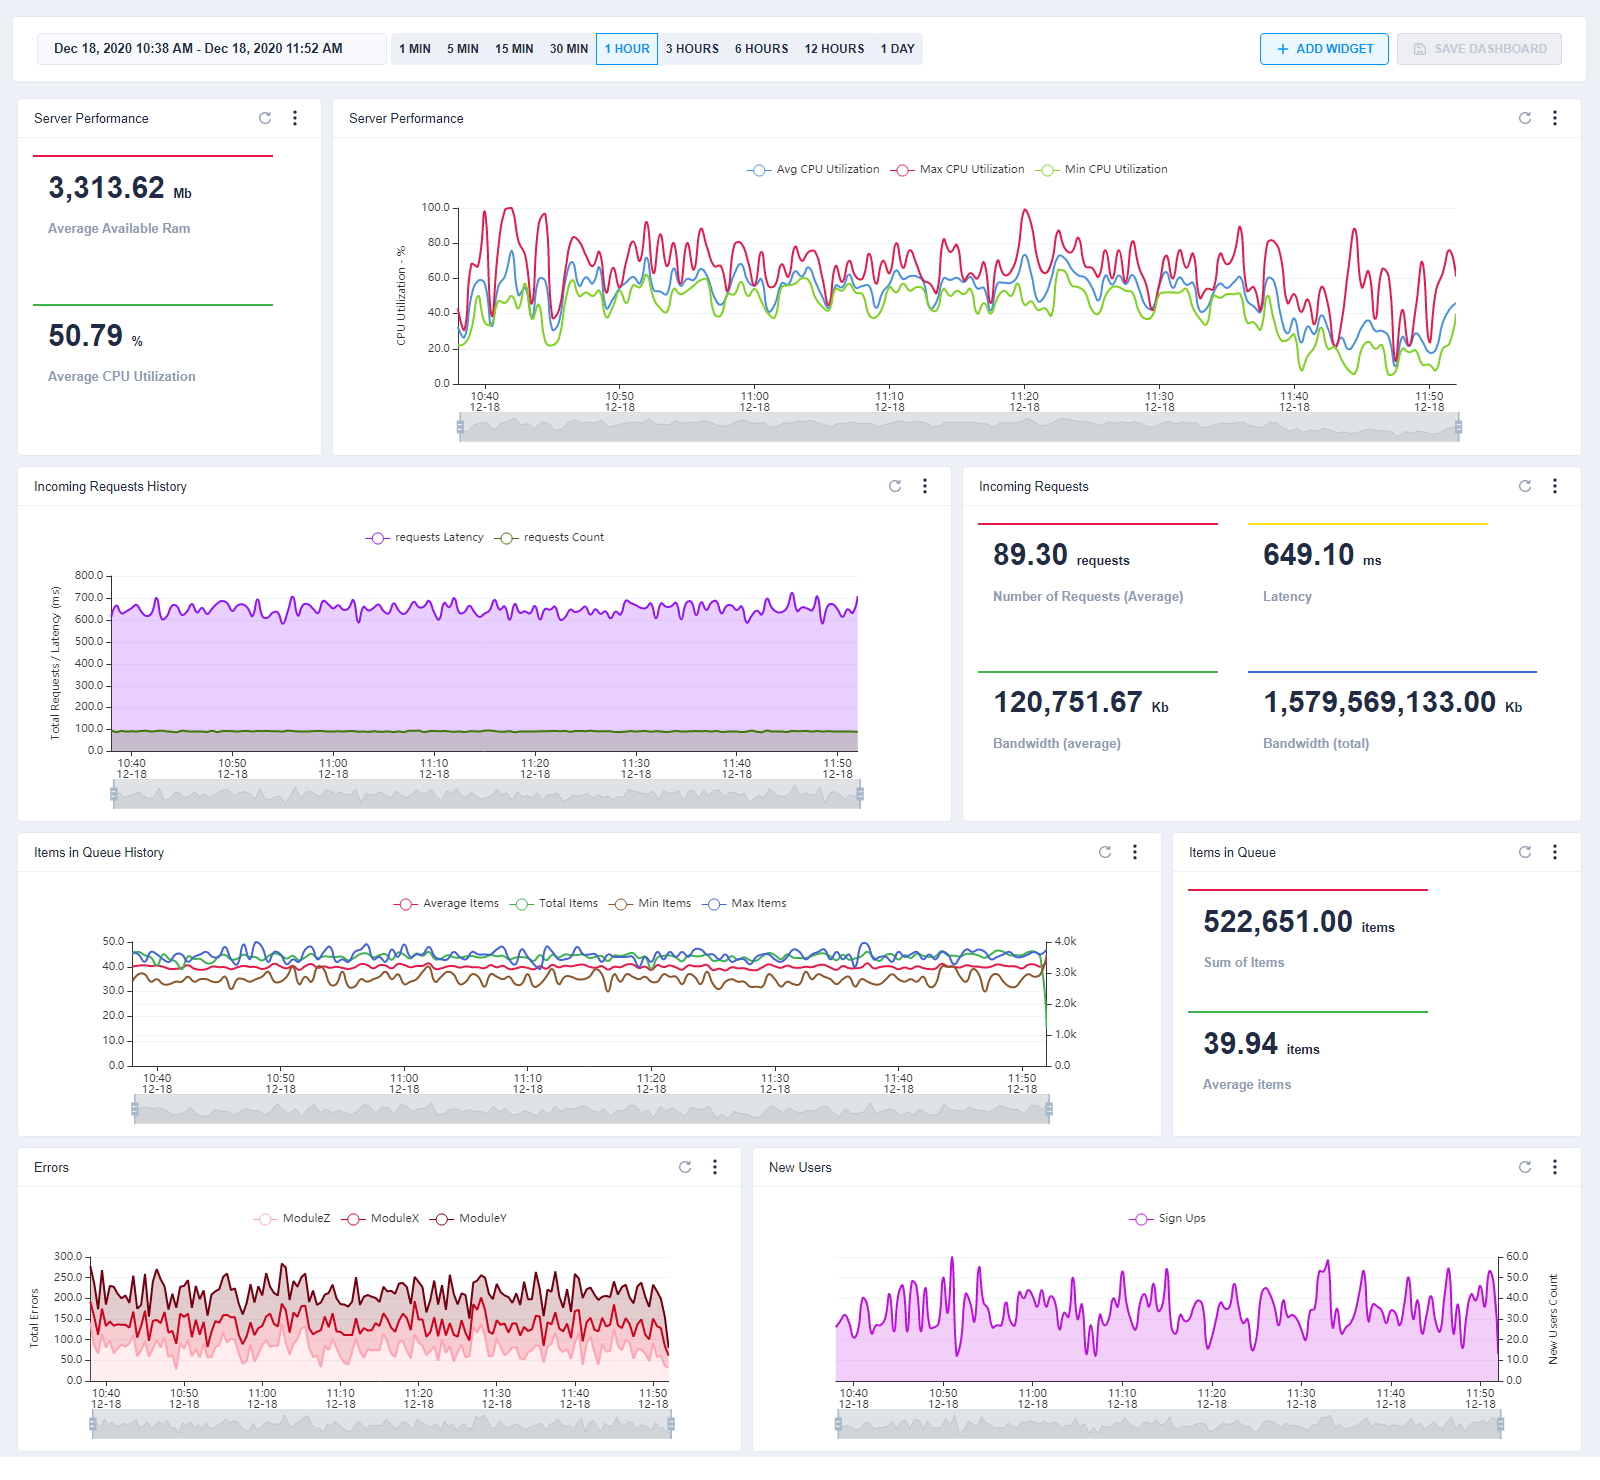 Dec 18, 2020 10:38 AM - Dec 18, 2020 11:52 AM 1 MIN 5 MIN 15 MIN 30 MIN 1 HOUR 3 HOURS 6 HOURS 12 HOURS 1 DAY ADD WIDGET SAVE DASHBOARD
Server Performance
3,313.62 Mb
Average Available Ram
50.79 %
Average CPU Utilization
Server Performance
Avg CPU Utilization Max CPU Utilization Min CPU Utilization
CPU Utilization - %
100.0
80.0
60.0
40.0
20.0
0.0
10:40 10:50 11:00 11:10 11:20 11:30 11:40 11:50
12-18 12-18 12-18 12-18 12-18 12-18 12-18 12-18
Incoming Requests History
requests Latency requests Count
Total Requests / Latency (ms)
800.0
700.0
600.0
500.0
400.0
300.0
200.0
100.0
0.0
10:40 10:50 11:00 11:10 11:20 11:30 11:40 11:50
12-18 12-18 12-18 12-18 12-18 12-18 12-18 12-18
Incoming Requests
89.30 requests
Number of Requests (Average)
649.10 ms
Latency
120,751.67 Kb
Bandwidth (average)
1,579,569,133.00 Kb
Bandwidth (total)
Items in Queue History
Average Items Total Items Min Items Max Items
50.0
40.0
30.0
20.0
10.0
0.0
4.0k
3.0k
2.0k
1.0k
0.0
10:40 10:50 11:00 11:10 11:20 11:30 11:40 11:50
12-18 12-18 12-18 12-18 12-18 12-18 12-18 12-18
Items in Queue
522,651.00 items
Sum of Items
39.94 items
Average items
Errors
ModuleZ ModuleX ModuleY
Total Errors
300.0
250.0
200.0
150.0
100.0
50.0
0.0
10:40 10:50 11:00 11:10 11:20 11:30 11:40 11:50
12-18 12-18 12-18 12-18 12-18 12-18 12-18 12-18
New Users
Sign Ups
60.0
50.0
40.0
30.0
20.0
10.0
0.0
New Users Count
10:40 10:50 11:00 11:10 11:20 11:30 11:40 11:50
12-18 12-18 12-18 12-18 12-18 12-18 12-18 12-18